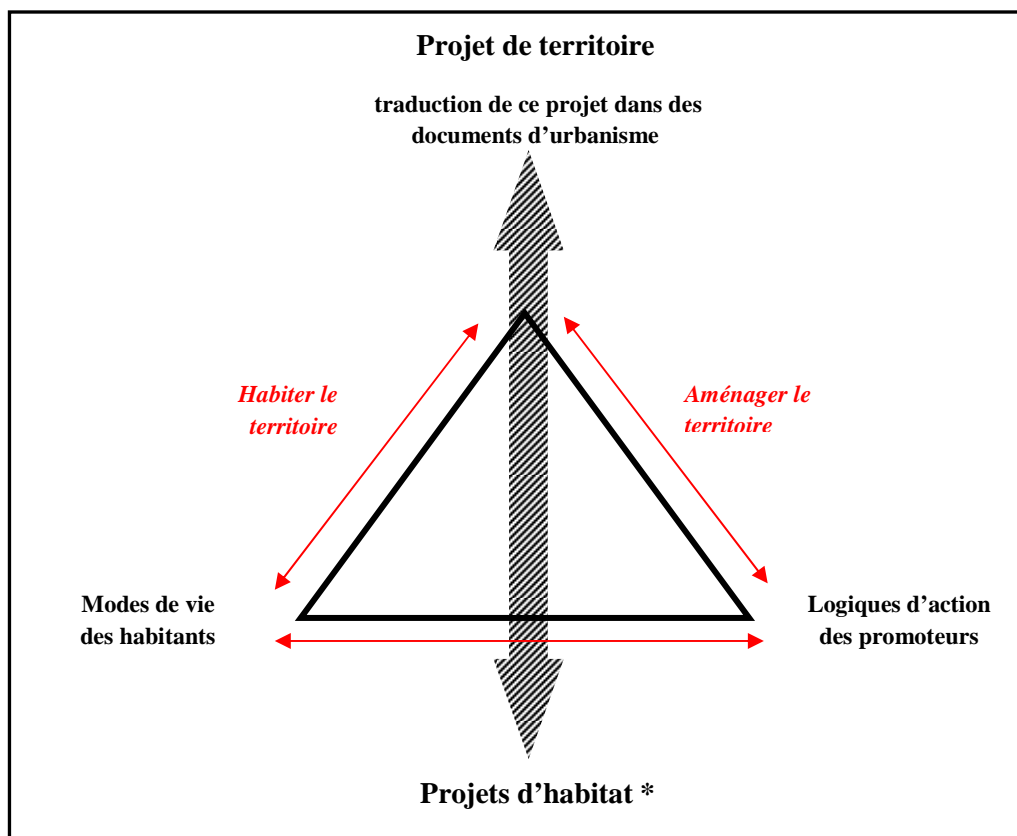 Projet de territoire
traduction de ce projet dans des
documents d’urbanisme
Habiter le
territoire
Aménager le
territoire
Modes de vie
des habitants
Logiques d’action
des promoteurs
Projets d’habitat *